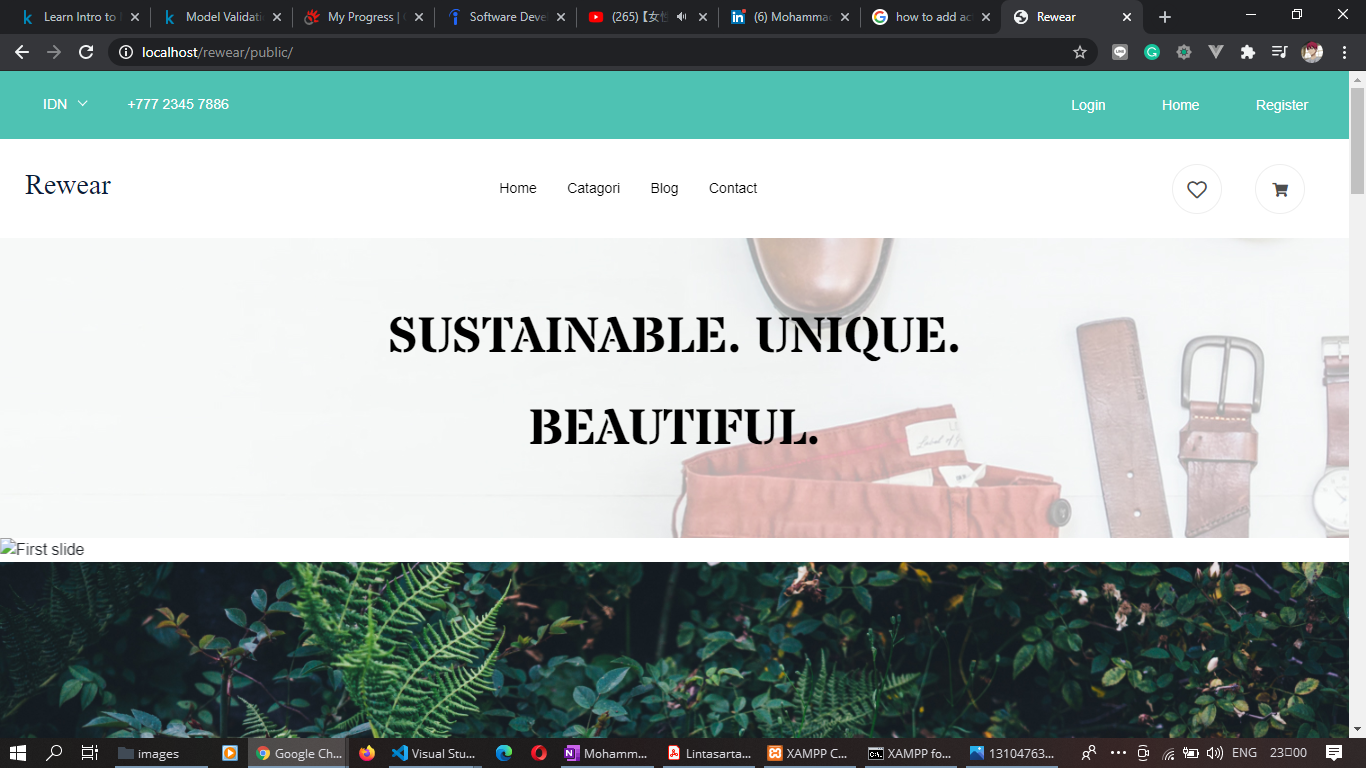 Learn Intro to
Model Validati
My Progress |
Software Deve
(265) 【女性
(6) Mohammad
how to add ac
Rewear
localhost/rewear/public/
IDN
+777 2345 7886
Login
Home
Register
Rewear
Home
Catagori
Blog
Contact
SUSTAINABLE. UNIQUE.
BEAUTIFUL.
First slide
images
Google Ch...
Visual Stu...
Mohamm...
Lintasarta...
XAMPP C...
XAMPP fo...
13104763...
ENG
23:00